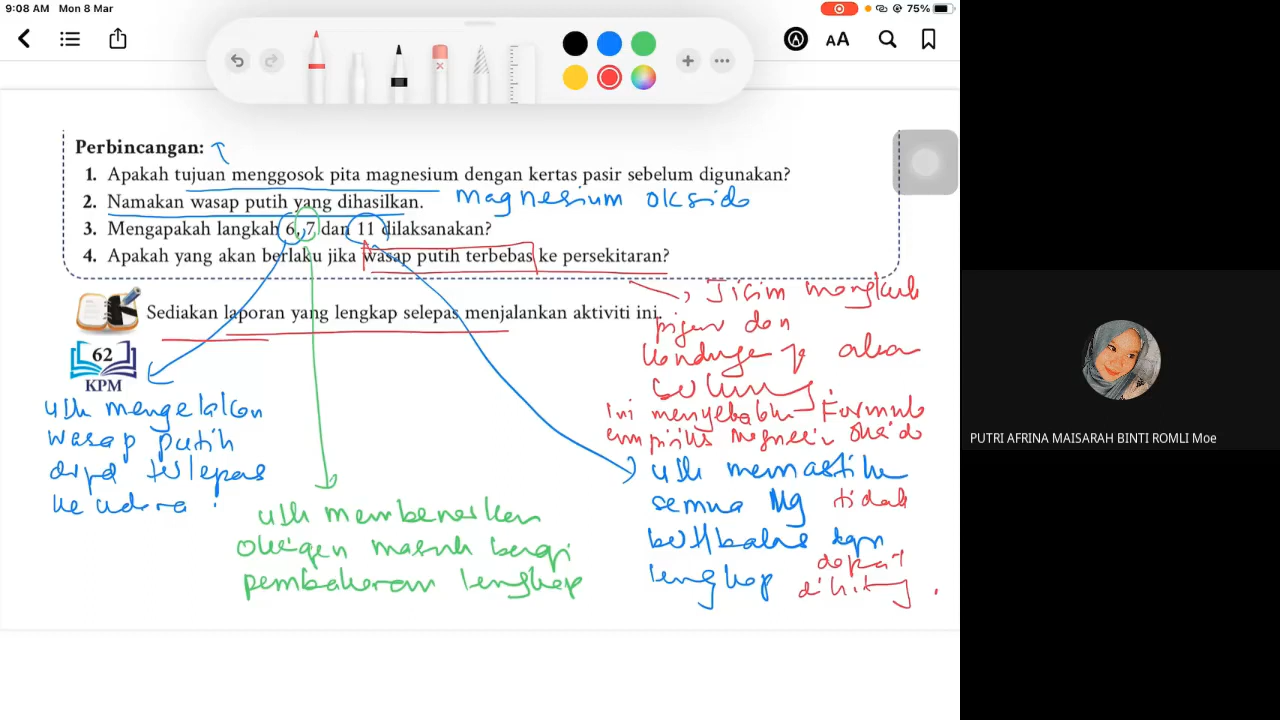 9:08 AM Mon 8 Mar
75%
AA
Perbincangan:
1. Apakah tujuan menggosok pita magnesium dengan kertas pasir sebelum digunakan?
2. Namakan wasap putih yang dihasilkan. magnesium oksida
3. Mengapakah langkah 6, 7 dan 11 dilaksanakan?
4. Apakah yang akan berlaku jika wasap putih terbebas ke persekitaran?
Sediakan laporan yang lengkap selepas menjalankan aktiviti ini.
62
KPM
Jisim mangkuk
pijar dan
kandungan akan
Ini menyebabkan Formula
empirik magnesium oksida
tidak
dapat
dihitung.
utk mengelakkan
wasap putih
drpd terlepas
ke udara.
utk membenarkan
oksigen masuk bagi
pembakaran lengkap
utk memastikan
semua Mg
bertindakbalas dgn
lengkap
PUTRI AFRINA MAISARAH BINTI ROMLI Moe